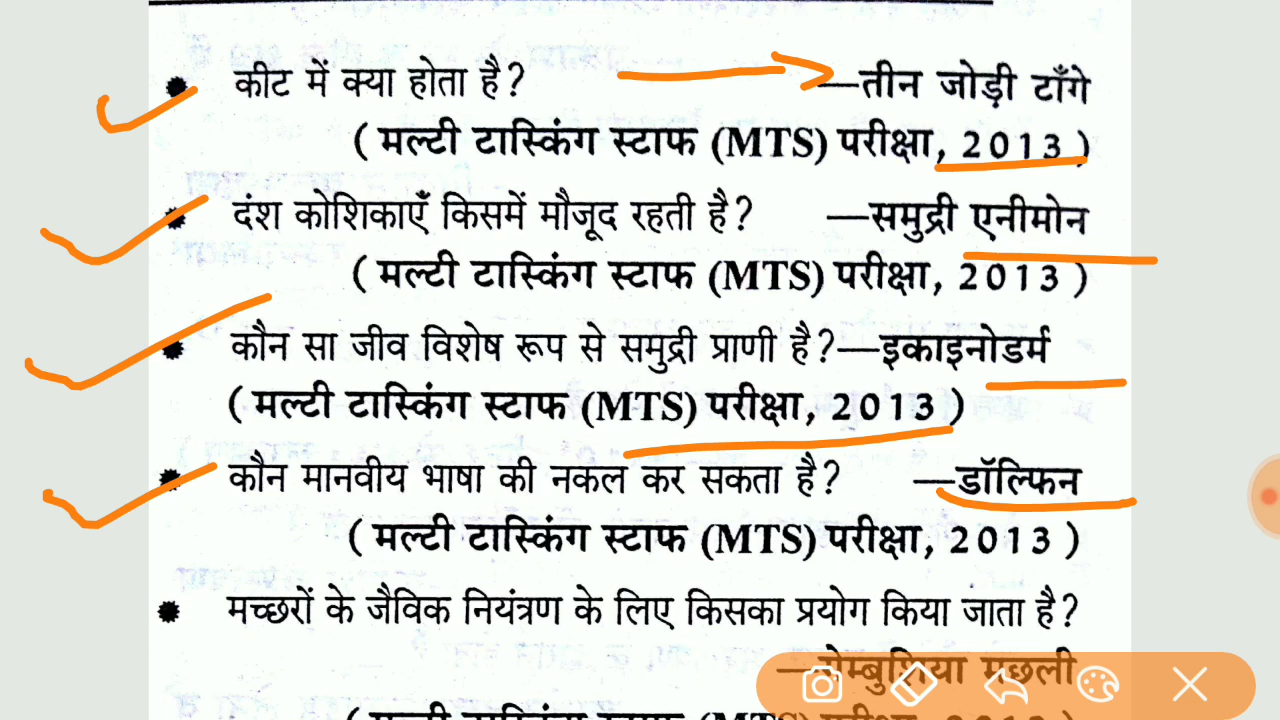 कीट में क्या होता है? —तीन जोड़ी टाँगे
( मल्टी टास्किंग स्टाफ (MTS) परीक्षा, 2013 )
दंश कोशिकाएँ किसमें मौजूद रहती है? —समुद्री एनीमोन
( मल्टी टास्किंग स्टाफ (MTS) परीक्षा, 2013 )
कौन सा जीव विशेष रूप से समुद्री प्राणी है?—इकाइनोडर्म
( मल्टी टास्किंग स्टाफ (MTS) परीक्षा, 2013 )
कौन मानवीय भाषा की नकल कर सकता है? —डॉल्फिन
( मल्टी टास्किंग स्टाफ (MTS) परीक्षा, 2013 )
मच्छरों के जैविक नियंत्रण के लिए किसका प्रयोग किया जाता है?
मछली